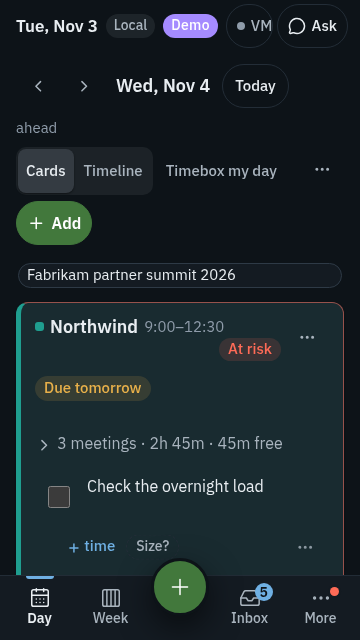 Tue, Nov 3 Local Demo VM Ask
Wed, Nov 4 Today
ahead
Cards Timeline Timebox my day ...
+ Add
Fabrikam partner summit 2026
Northwind 9:00–12:30 ...
At risk
Due tomorrow
3 meetings · 2h 45m · 45m free
Check the overnight load
+ time Size? ...
+
5
Day Week Inbox More